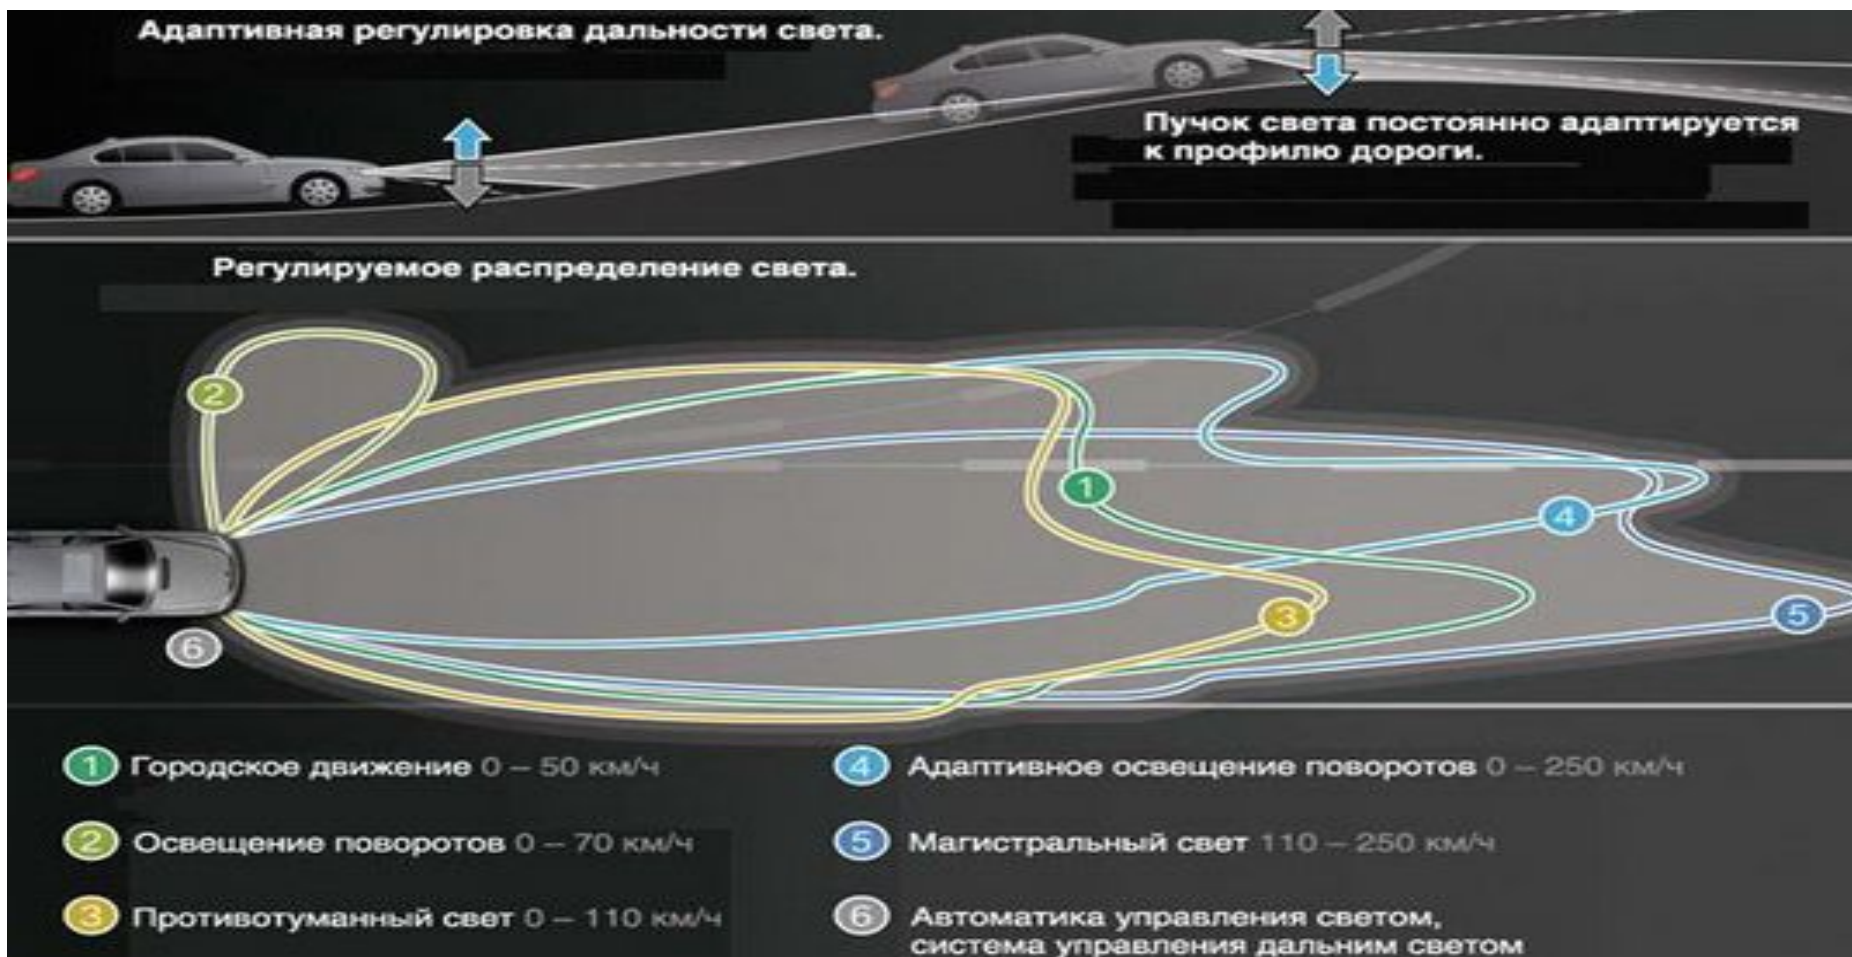 Адаптивная регулировка дальности света.
Пучок света постоянно адаптируется
к профилю дороги.
Регулируемое распределение света.
2
1
4
3
5
6
1 Городское движение 0 – 50 км/ч
2 Освещение поворотов 0 – 70 км/ч
3 Противотуманный свет 0 – 110 км/ч
4 Адаптивное освещение поворотов 0 – 250 км/ч
5 Магистральный свет 110 – 250 км/ч
6 Автоматика управления светом,
система управления дальним светом